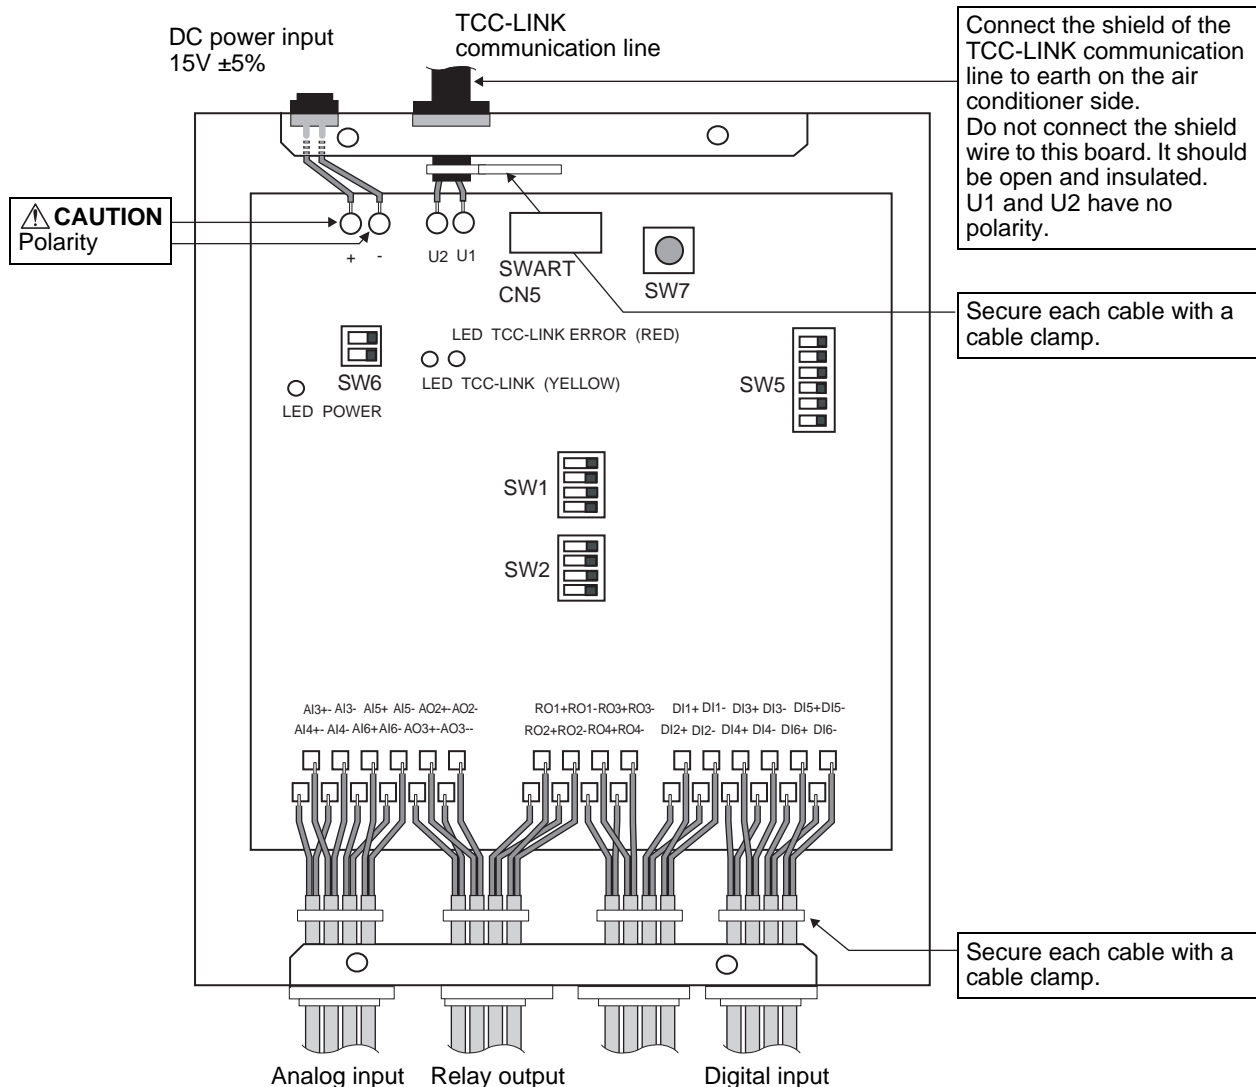 DC power input
15V ±5%
TCC-LINK
communication line
Connect the shield of the
TCC-LINK communication
line to earth on the air
conditioner side.
Do not connect the shield
wire to this board. It should
be open and insulated.
U1 and U2 have no
polarity.
⚠ CAUTION
Polarity
+ -
U2 U1
SWART
CN5
SW7
Secure each cable with a
cable clamp.
LED TCC-LINK ERROR (RED)
SW6
LED TCC-LINK (YELLOW)
SW5
LED POWER
SW1
SW2
AI3+- AI3- AI5+ AI5- AO2+- AO2- RO1+ RO1- RO3+ RO3- DI1+ DI1- DI3+ DI3- DI5+ DI5-
AI4+- AI4- AI6+ AI6- AO3+- AO3-- RO2+ RO2- RO4+ RO4- DI2+ DI2- DI4+ DI4- DI6+ DI6-
Secure each cable with a
cable clamp.
Analog input Relay output Digital input